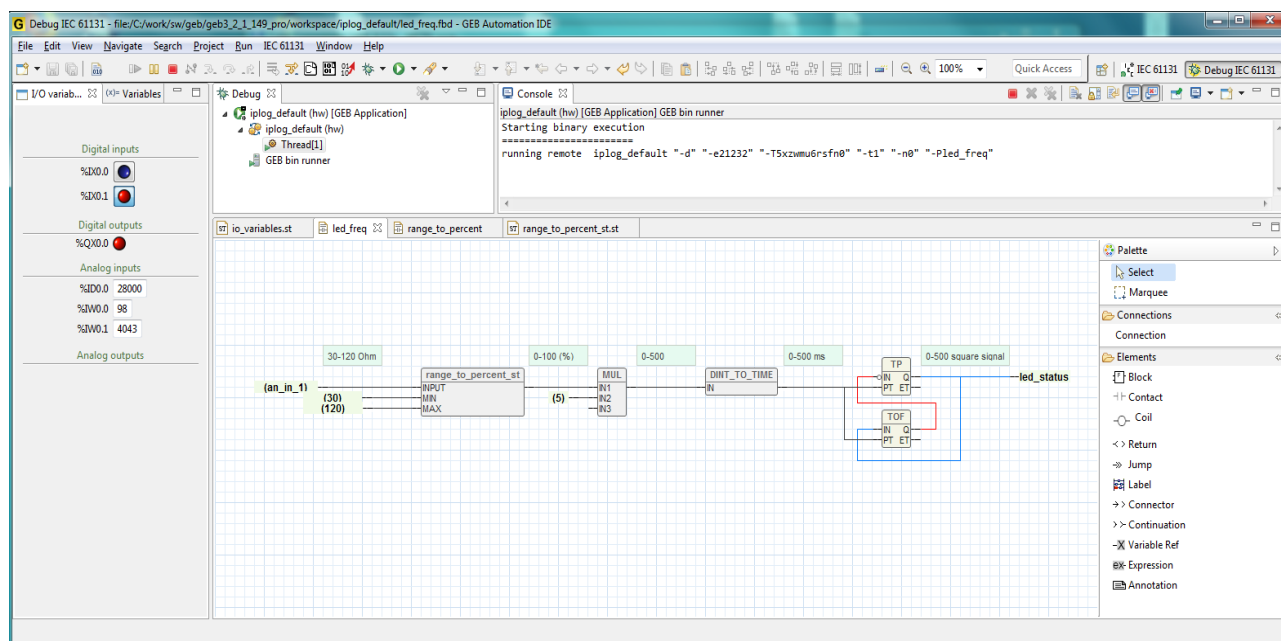 G Debug IEC 61131 - file:/C:/work/sw/geb/geb3_2_1_149_pro/workspace/iplog_default/led_freq.fbd - GEB Automation IDE
File Edit View Navigate Search Project Run IEC 61131 Window Help
100% Quick Access IEC 61131 Debug IEC 61131
I/O variab... (x)= Variables
Digital inputs
%IX0.0
%IX0.1
Digital outputs
%QX0.0
Analog inputs
%ID0.0 28000
%IW0.0 98
%IW0.1 4043
Analog outputs
Debug
iplog_default (hw) [GEB Application]
iplog_default (hw)
Thread[1]
GEB bin runner
Console
iplog_default (hw) [GEB Application] GEB bin runner
Starting binary execution
======================
running remote iplog_default "-d" "-e21232" "-T5xzwmu6rsfn0" "-t1" "-n0" "-Pled_freq"
ST io_variables.st led_freq range_to_percent ST range_to_percent_st.st
30-120 Ohm 0-100 (%) 0-500 0-500 ms 0-500 square signal
(an_in_1)
(30)
(120)
range_to_percent_st
INPUT
MIN
MAX
(5)
MUL
IN1
IN2
IN3
DINT_TO_TIME
IN
TP
IN Q
PT ET
TOF
IN Q
PT ET
led_status
Palette
Select
Marquee
Connections
Connection
Elements
Block
Contact
Coil
Return
Jump
Label
Connector
Continuation
Variable Ref
Expression
Annotation